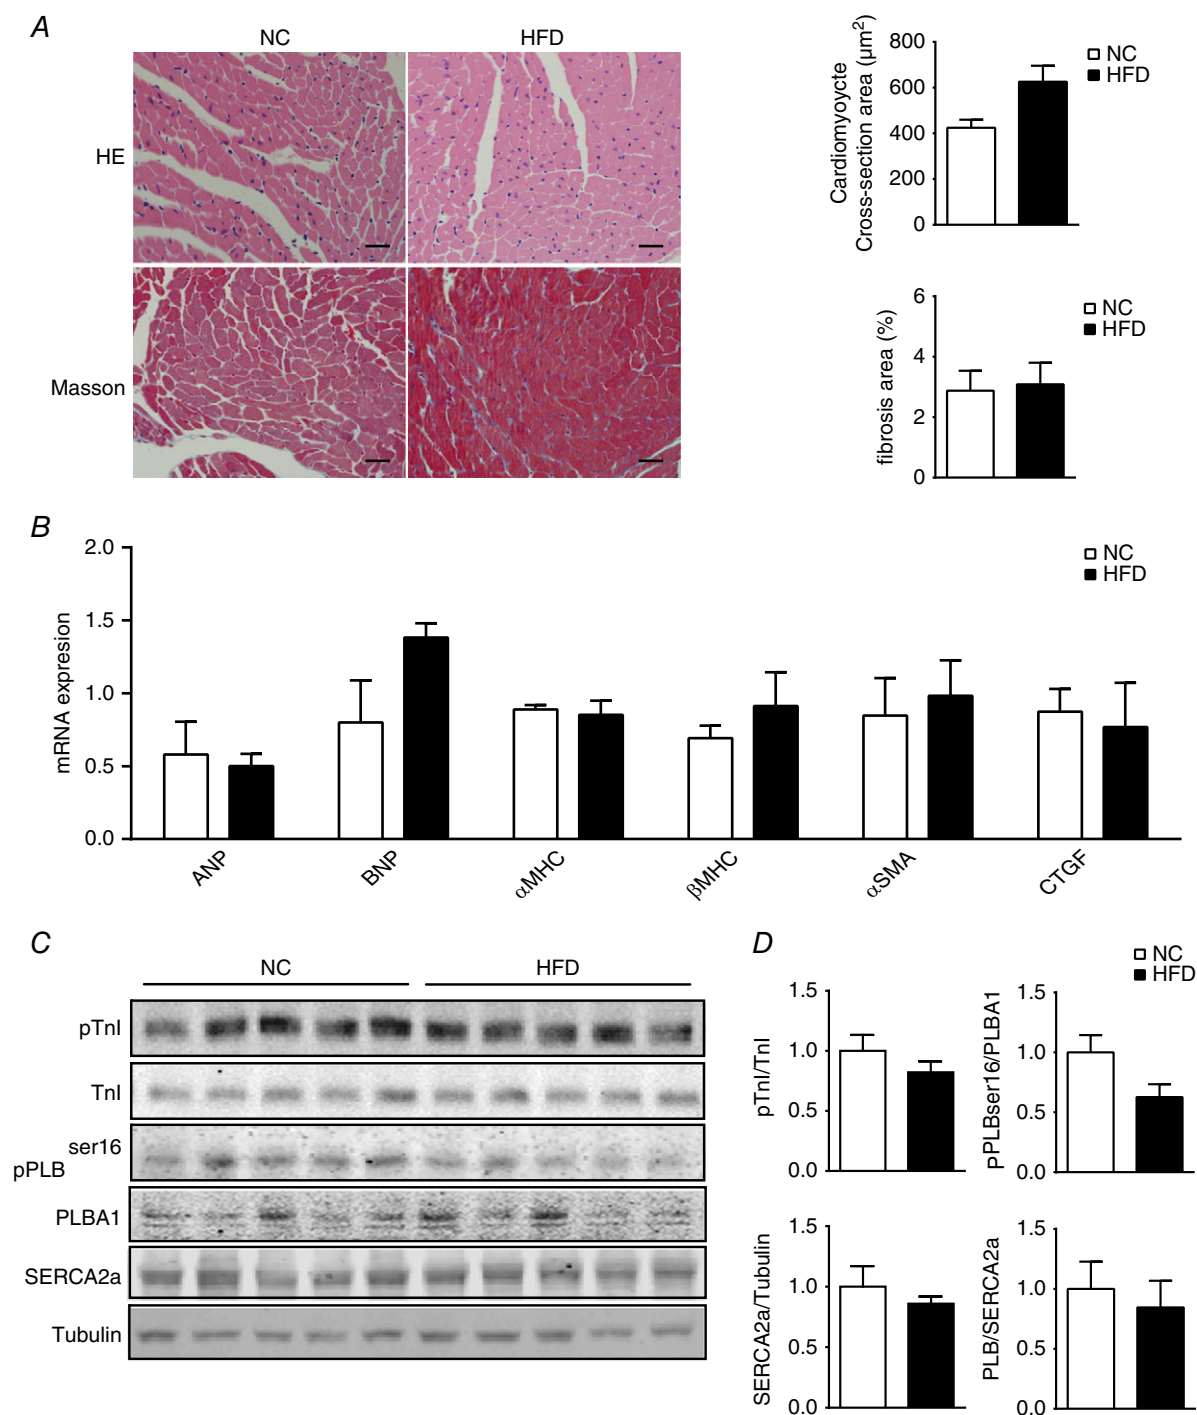 A
NC
HFD
HE
Masson
Cardiomyoycte
Cross-section area (µm²)
800
600
400
200
0
NC
HFD
fibrosis area (%)
6
4
2
0
NC
HFD
B
mRNA expresion
2.0
1.5
1.0
0.5
0.0
NC
HFD
ANP
BNP
αMHC
βMHC
αSMA
CTGF
C
NC
HFD
pTnI
TnI
pPLB ser16
PLBA1
SERCA2a
Tubulin
D
NC
HFD
pTnI/TnI
1.5
1.0
0.5
0.0
pPLBser16/PLBA1
1.5
1.0
0.5
0.0
SERCA2a/Tubulin
1.5
1.0
0.5
0.0
PLB/SERCA2a
1.5
1.0
0.5
0.0